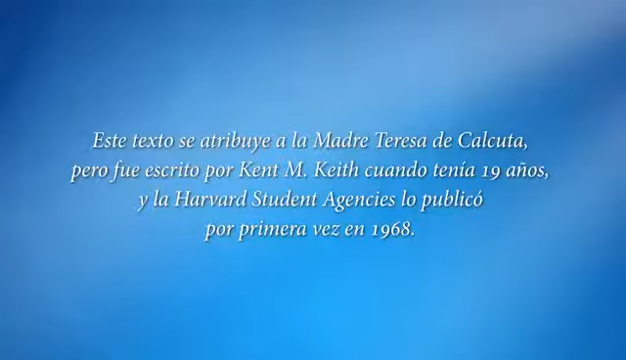 Este texto se atribuye a la Madre Teresa de Calcuta,
pero fue escrito por Kent M. Keith cuando tenía 19 años,
y la Harvard Student Agencies lo publicó
por primera vez en 1968.